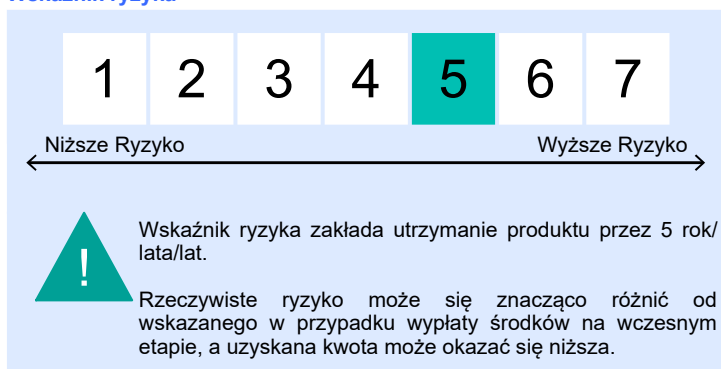 1 2 3 4 5 6 7
Niższe Ryzyko Wyższe Ryzyko
!
Wskaźnik ryzyka zakłada utrzymanie produktu przez 5 rok/
lata/lat.
Rzeczywiste ryzyko może się znacząco różnić od
wskazanego w przypadku wypłaty środków na wczesnym
etapie, a uzyskana kwota może okazać się niższa.